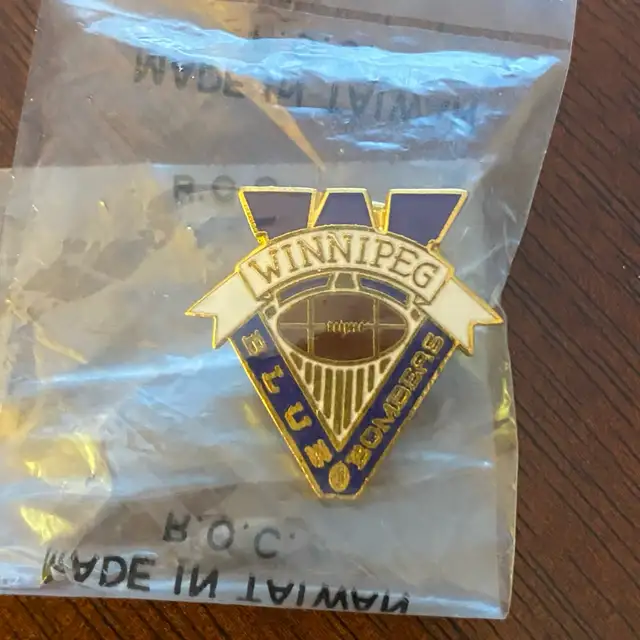 MADE IN TAIWAN
R.O.C.
W
WINNIPEG
BLUE
BOMBERS
R.O.C.
MADE IN TAIWAN